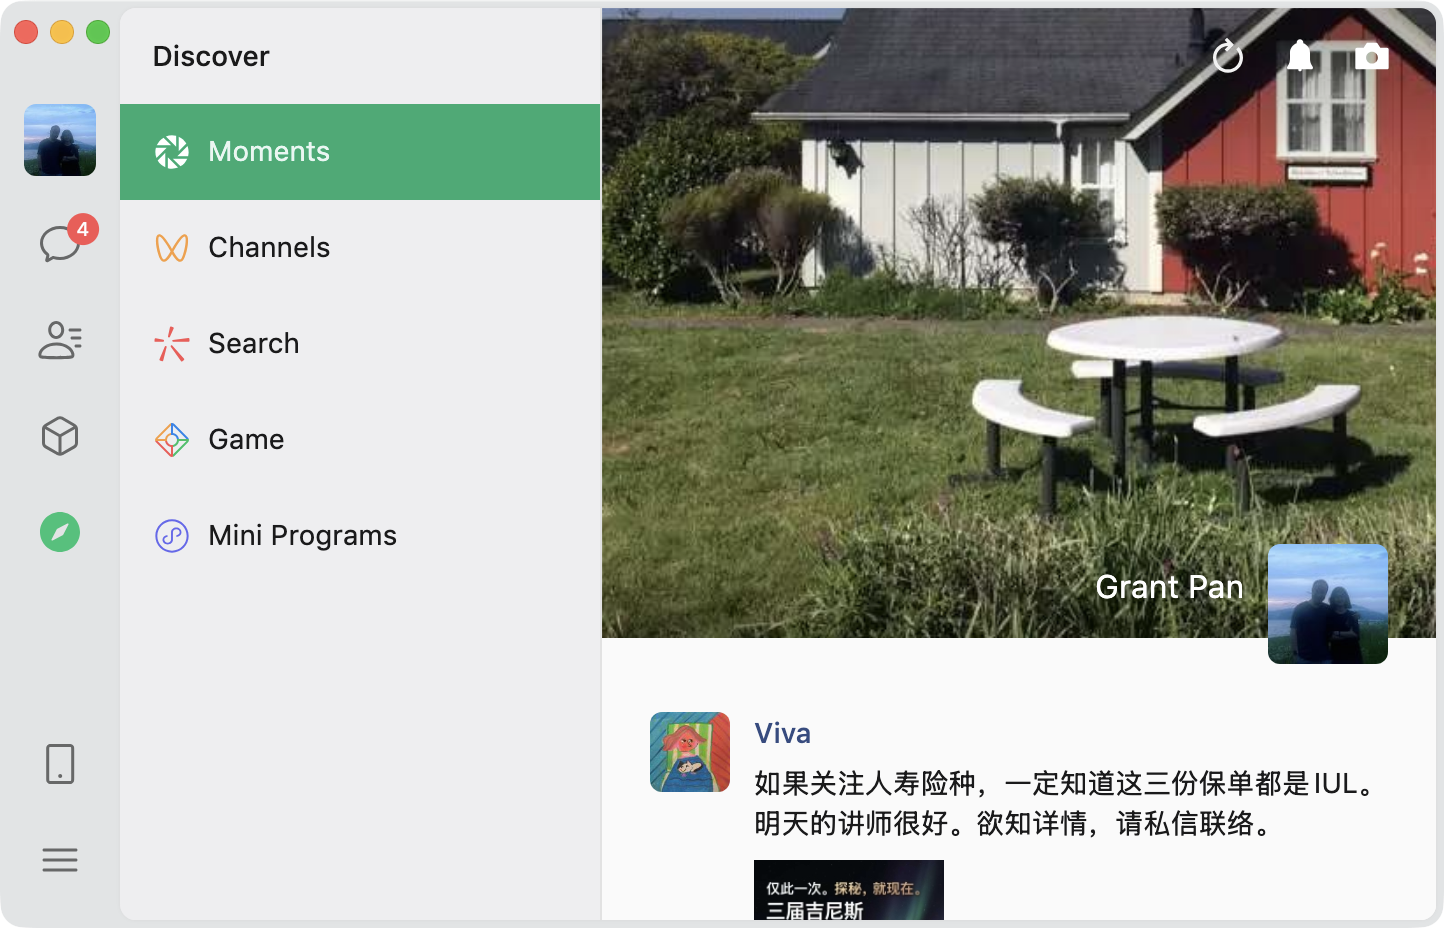 Discover
4
Moments
Channels
Search
Game
Mini Programs
Grant Pan
Viva
如果关注人寿险种，一定知道这三份保单都是IUL。
明天的讲师很好。欲知详情，请私信联络。
仅此一次。探秘，就现在。
三届吉尼斯